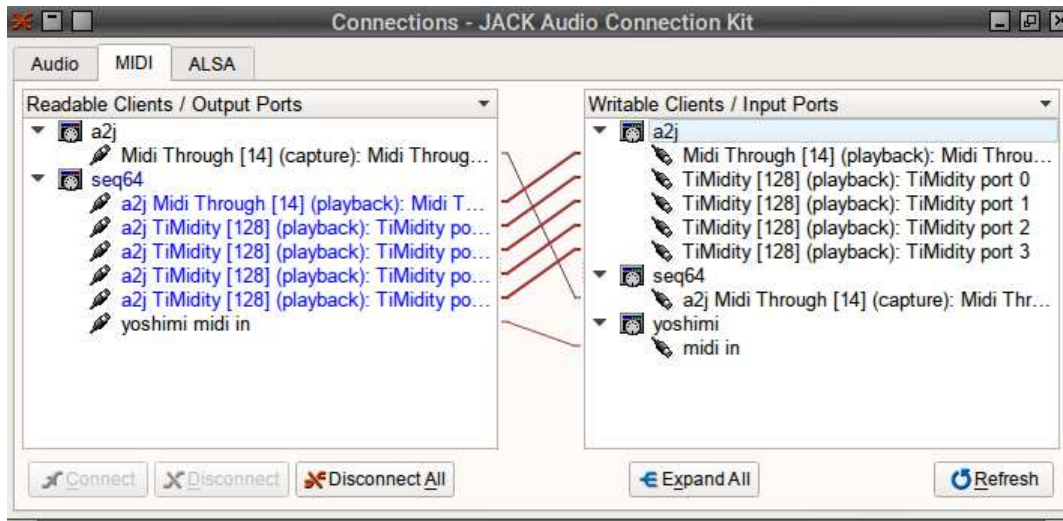 Connections - JACK Audio Connection Kit
Audio MIDI ALSA
Readable Clients / Output Ports
a2j
Midi Through [14] (capture): Midi Throug...
seq64
a2j Midi Through [14] (playback): Midi T...
a2j TiMidity [128] (playback): TiMidity po...
a2j TiMidity [128] (playback): TiMidity po...
a2j TiMidity [128] (playback): TiMidity po...
a2j TiMidity [128] (playback): TiMidity po...
yoshimi midi in
Writable Clients / Input Ports
a2j
Midi Through [14] (playback): Midi Throu...
TiMidity [128] (playback): TiMidity port 0
TiMidity [128] (playback): TiMidity port 1
TiMidity [128] (playback): TiMidity port 2
TiMidity [128] (playback): TiMidity port 3
seq64
a2j Midi Through [14] (capture): Midi Thr...
yoshimi
midi in
Connect Disconnect Disconnect All Expand All Refresh